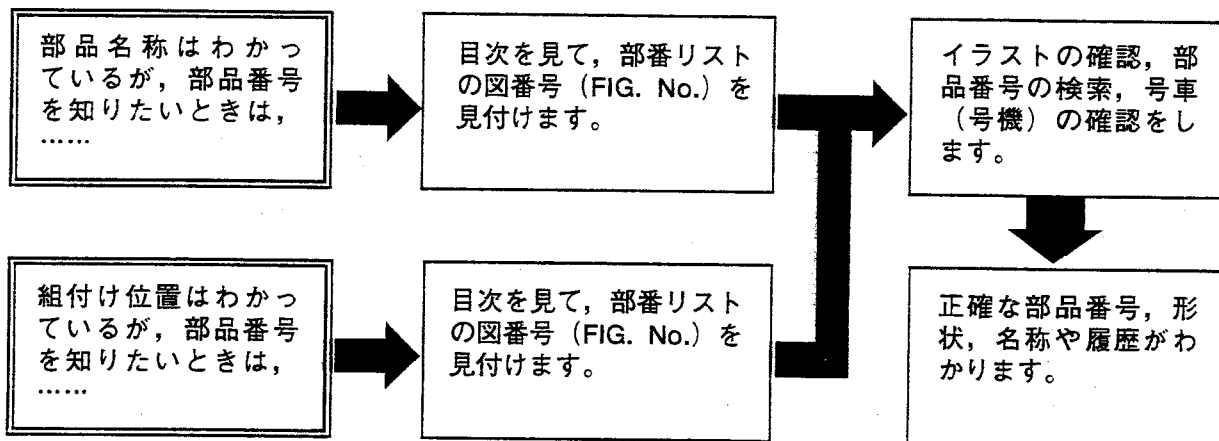 部品名称はわかっ
ているが，部品番号
を知りたいときは，
……
目次を見て，部番リスト
の図番号（FIG. No.）を
見付けます。
イラストの確認，部
品番号の検索，号車
（号機）の確認をし
ます。
組付け位置はわかっ
ているが，部品番号
を知りたいときは，
……
目次を見て，部番リスト
の図番号（FIG. No.）を
見付けます。
正確な部品番号，形
状，名称や履歴がわ
かります。